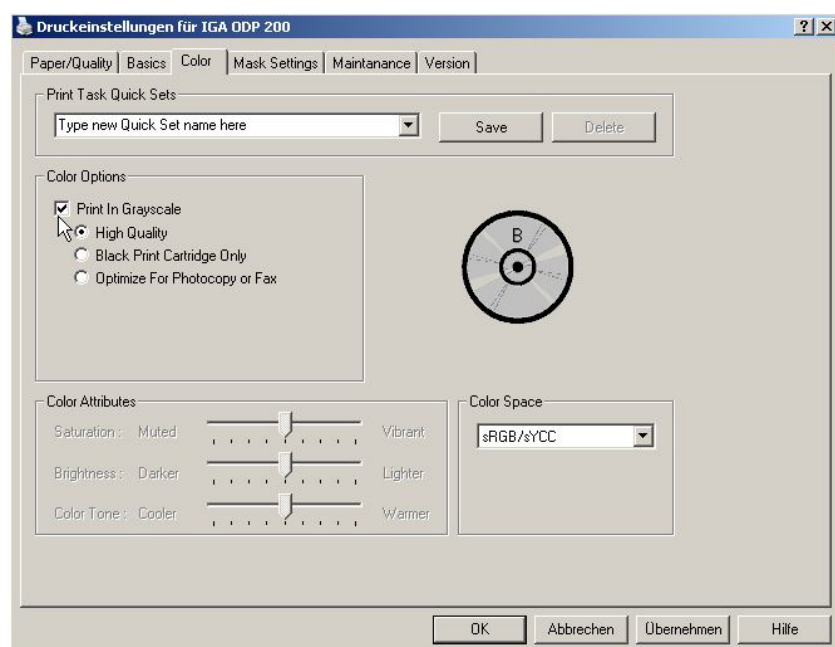 Druckeinstellungen für IGA ODP 200
Paper/Quality Basics Color Mask Settings Maintanance Version
Print Task Quick Sets
Type new Quick Set name here Save Delete
Color Options
Print In Grayscale
High Quality
Black Print Cartridge Only
Optimize For Photocopy or Fax
B
Color Attributes
Saturation : Muted Vibrant
Brightness : Darker Lighter
Color Tone : Cooler Warmer
Color Space
sRGB/sYCC
OK Abbrechen Übernehmen Hilfe